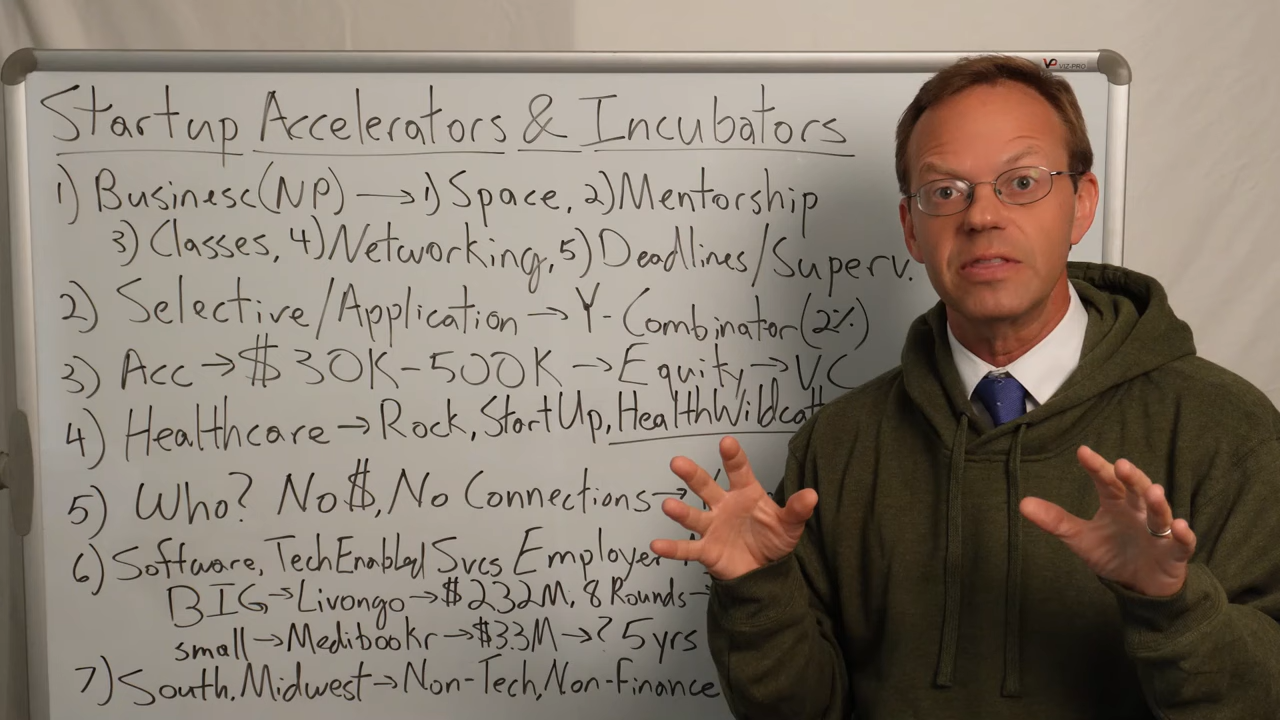 VIZ-PRO
Startup Accelerators & Incubators
1) Businesc(NP) → 1) Space, 2) Mentorship
3) Classes, 4) Networking, 5) Deadlines/Superv.
2) Selective/Application → Y-Combinator (2%)
3) Acc → $30K-500K → Equity → VC
4) Healthcare → Rock, StartUp, HealthWildcat
5) Who? No $, No Connections →
6) Software, TechEnabled Svcs Employer
BIG → Livongo → $232M, 8 Rounds →
small → Medibookr → $3.3M → ? 5yrs
7) South, Midwest → Non-Tech, Non-Finance